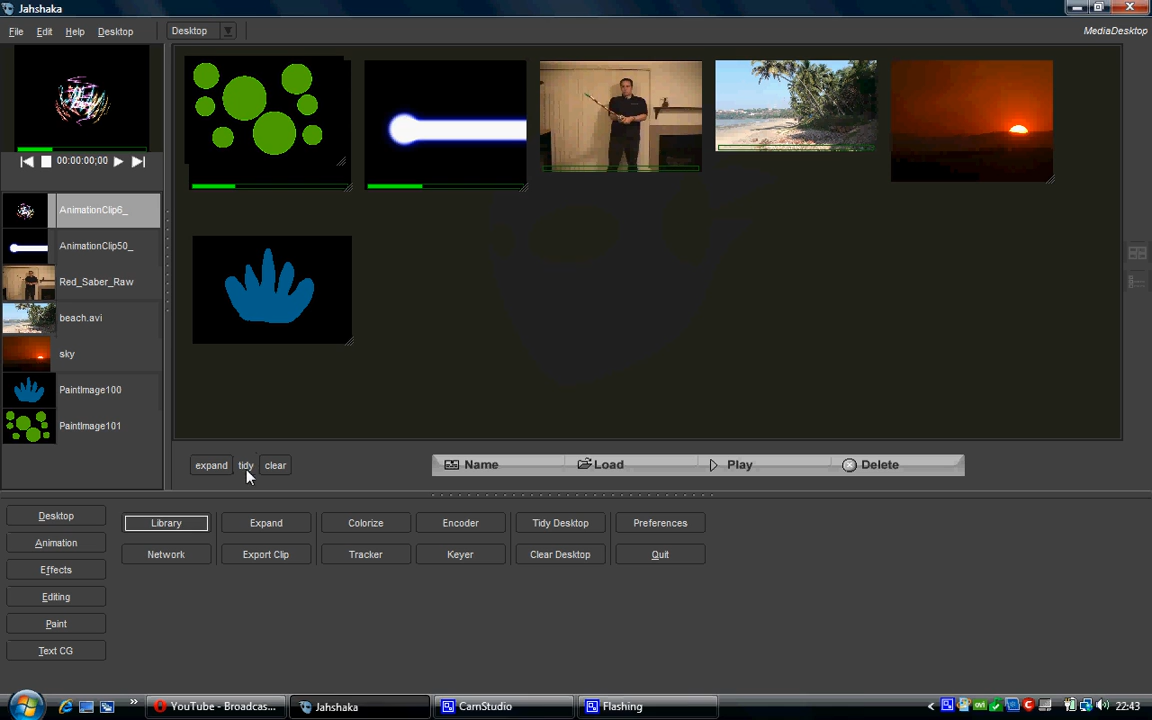 Jahshaka
File Edit Help Desktop Desktop MediaDesktop
00:00:00;00
AnimationClip6_
AnimationClip50_
Red_Saber_Raw
beach.avi
sky
PaintImage100
PaintImage101
expand tidy clear Name Load Play Delete
Desktop Library Expand Colorize Encoder Tidy Desktop Preferences
Animation Network Export Clip Tracker Keyer Clear Desktop Quit
Effects
Editing
Paint
Text CG
YouTube - Broadcas... Jahshaka CamStudio Flashing 22:43